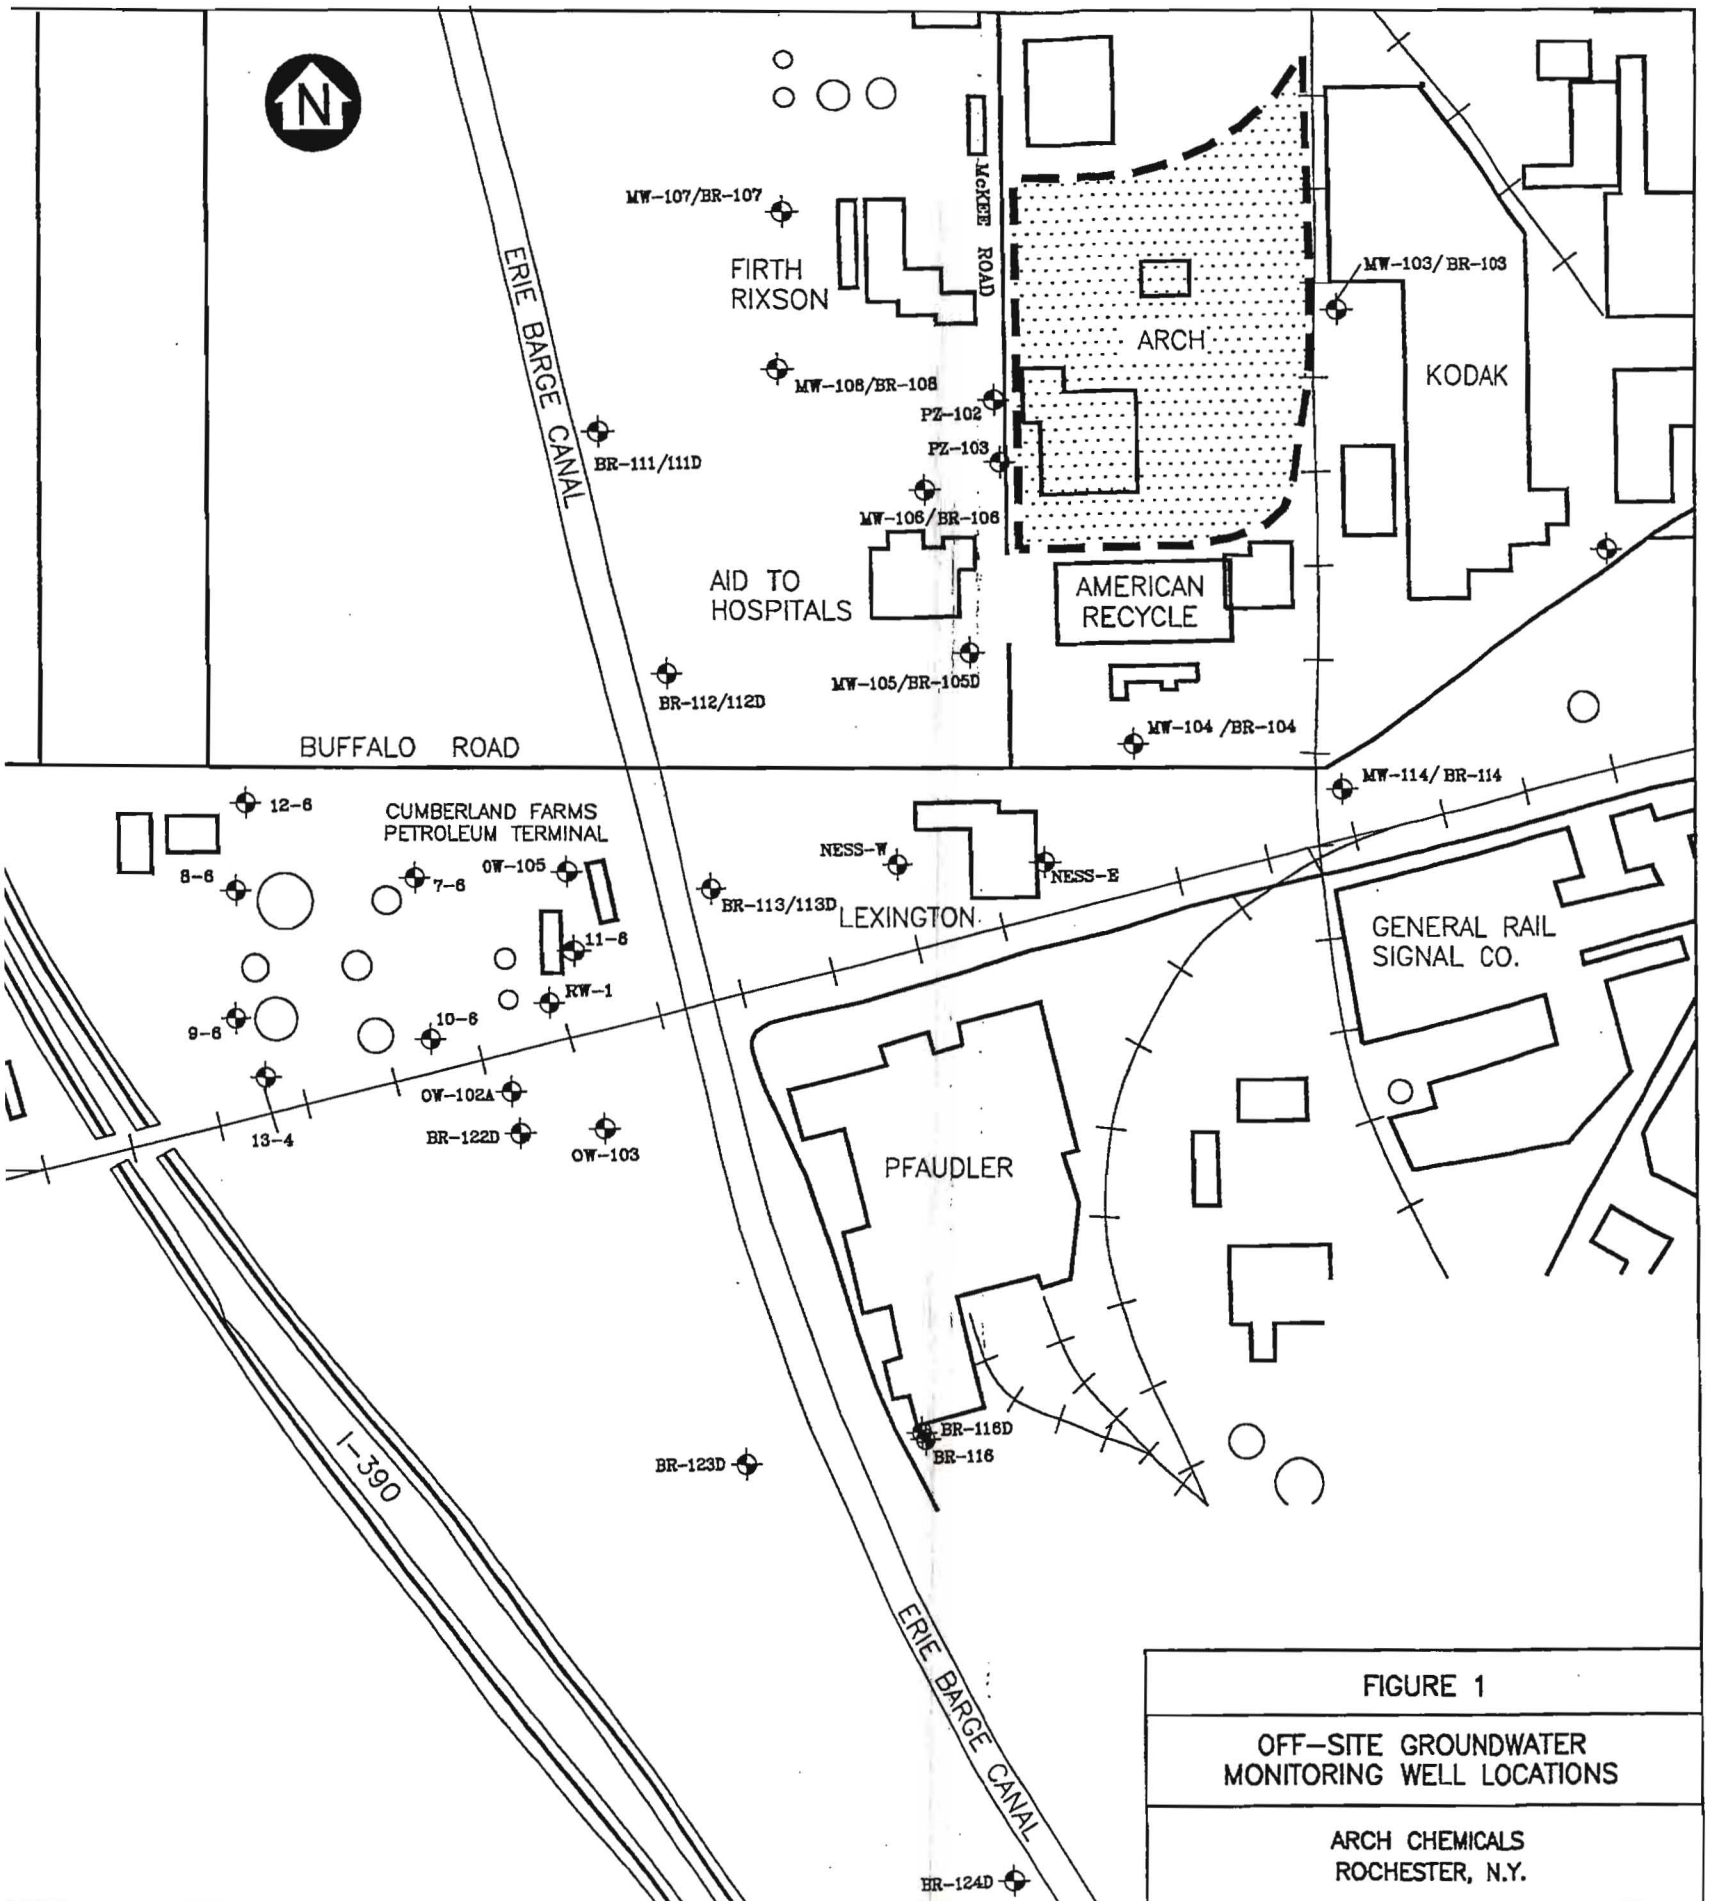 N
MW-107/BR-107
McKEE ROAD
FIRTH
RIXSON
MW-103/BR-103
ERIE BARGE CANAL
ARCH
KODAK
MW-108/BR-108
PZ-102
PZ-103
BR-111/111D
MW-106/BR-106
AID TO
HOSPITALS
AMERICAN
RECYCLE
MW-105/BR-105D
BR-112/112D
MW-104 /BR-104
BUFFALO ROAD
MW-114/BR-114
12-6
CUMBERLAND FARMS
PETROLEUM TERMINAL
8-6
7-6
OW-105
NESS-W
NESS-E
BR-113/113D
LEXINGTON
GENERAL RAIL
SIGNAL CO.
11-6
RW-1
9-6
10-6
OW-102A
13-4
BR-122D
OW-103
PFAUDLER
I-390
BR-116D
BR-116
BR-123D
ERIE BARGE CANAL
BR-124D
FIGURE 1
OFF-SITE GROUNDWATER
MONITORING WELL LOCATIONS
ARCH CHEMICALS
ROCHESTER, N.Y.